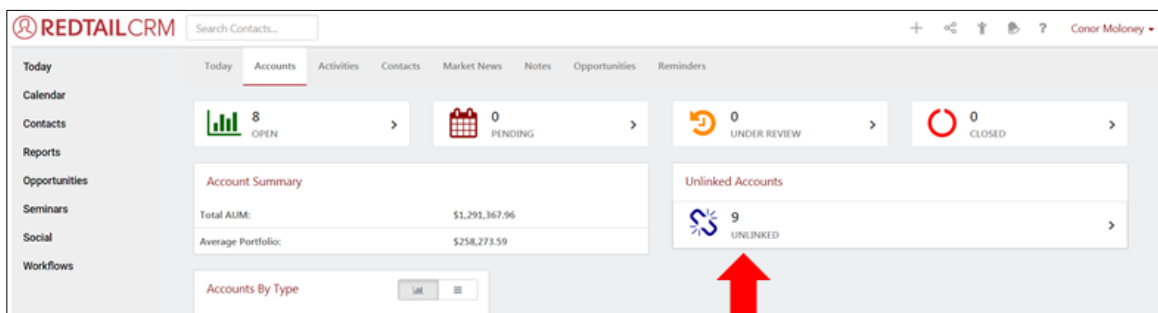 REDTAILCRM
Search Contacts...
?
Conor Moloney
Today
Calendar
Contacts
Reports
Opportunities
Seminars
Social
Workflows
Today Accounts Activities Contacts Market News Notes Opportunities Reminders
8
OPEN
0
PENDING
0
UNDER REVIEW
0
CLOSED
Account Summary
Total AUM: $1,291,367.96
Average Portfolio: $258,273.59
Unlinked Accounts
9
UNLINKED
Accounts By Type